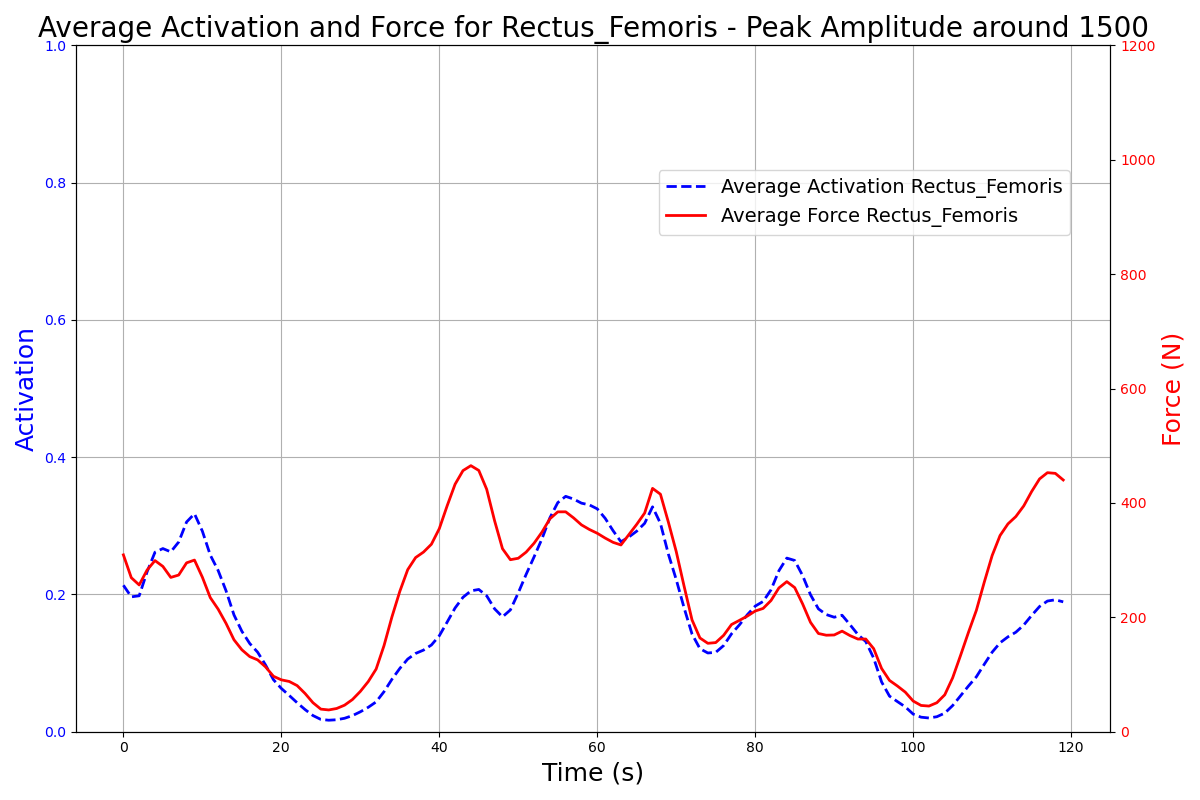 Average Activation and Force for Rectus_Femoris - Peak Amplitude around 1500
1.0
0.8
0.6
0.4
0.2
0.0
Activation
1200
1000
800
600
400
200
0
Force (N)
Average Activation Rectus_Femoris
Average Force Rectus_Femoris
0 20 40 60 80 100 120
Time (s)